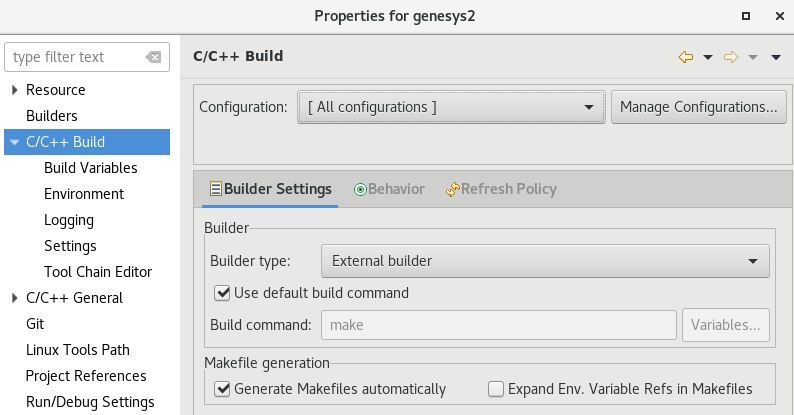 Properties for genesys2
type filter text
Resource
Builders
C/C++ Build
Build Variables
Environment
Logging
Settings
Tool Chain Editor
C/C++ General
Git
Linux Tools Path
Project References
Run/Debug Settings
C/C++ Build
Configuration: [ All configurations ] Manage Configurations...
Builder Settings Behavior Refresh Policy
Builder
Builder type: External builder
Use default build command
Build command: make Variables...
Makefile generation
Generate Makefiles automatically Expand Env. Variable Refs in Makefiles